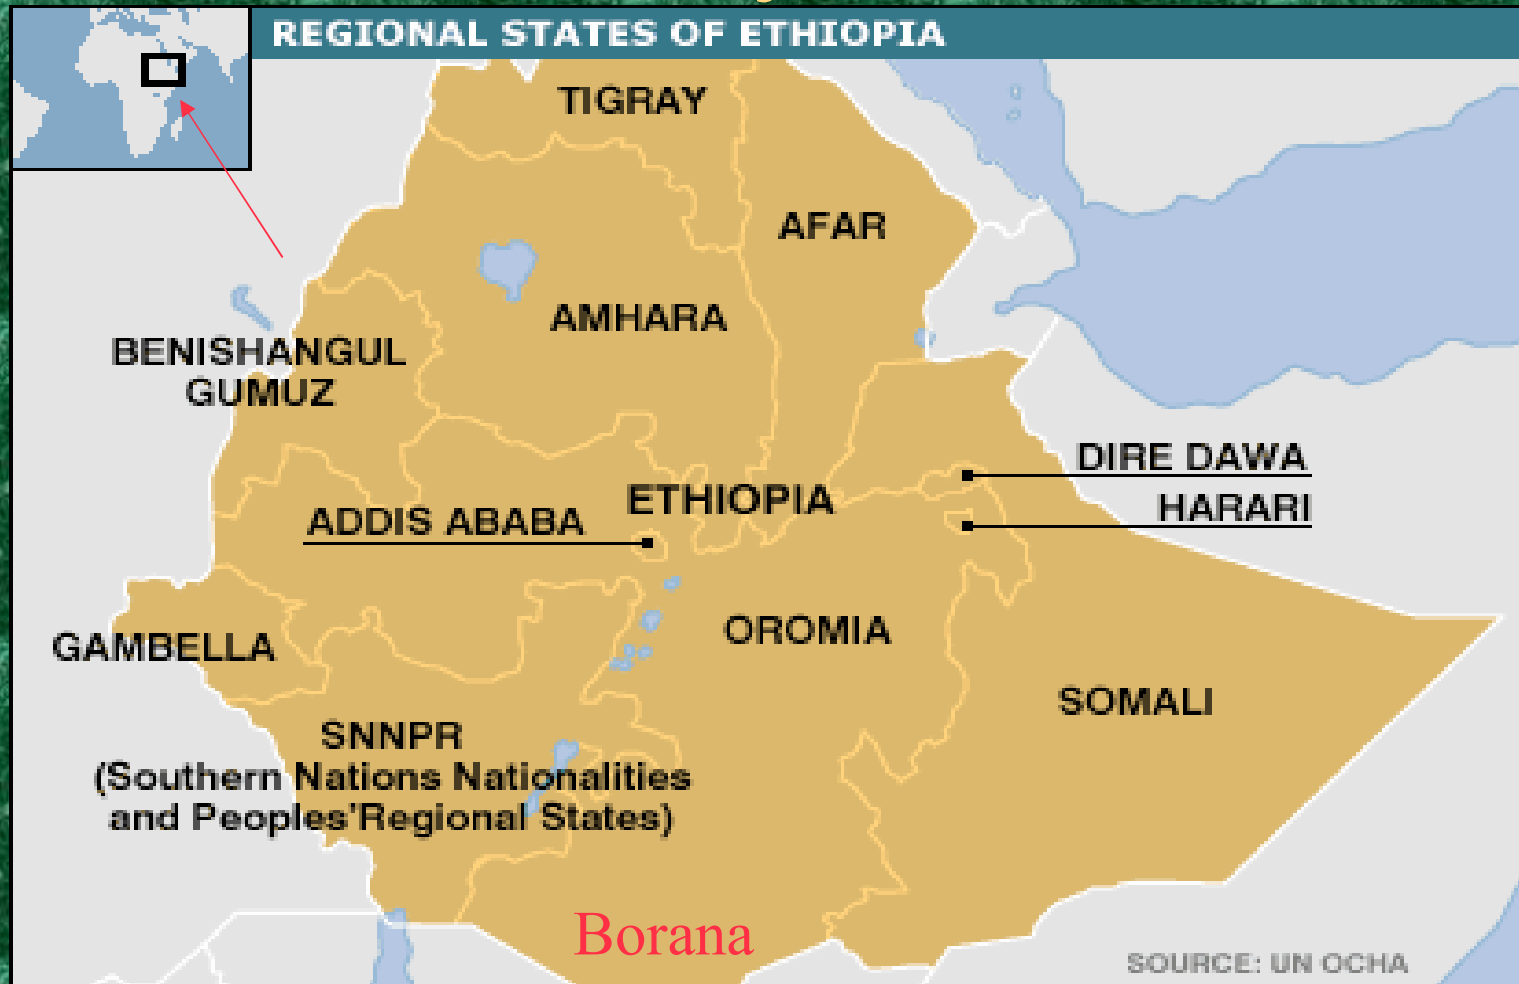 REGIONAL STATES OF ETHIOPIA
TIGRAY
AFAR
AMHARA
BENISHANGUL
GUMUZ
DIRE DAWA
ETHIOPIA
HARARI
ADDIS ABABA
OROMIA
GAMBELLA
SOMALI
SNNPR
(Southern Nations Nationalities
and Peoples'Regional States)
Borana
SOURCE: UN OCHA